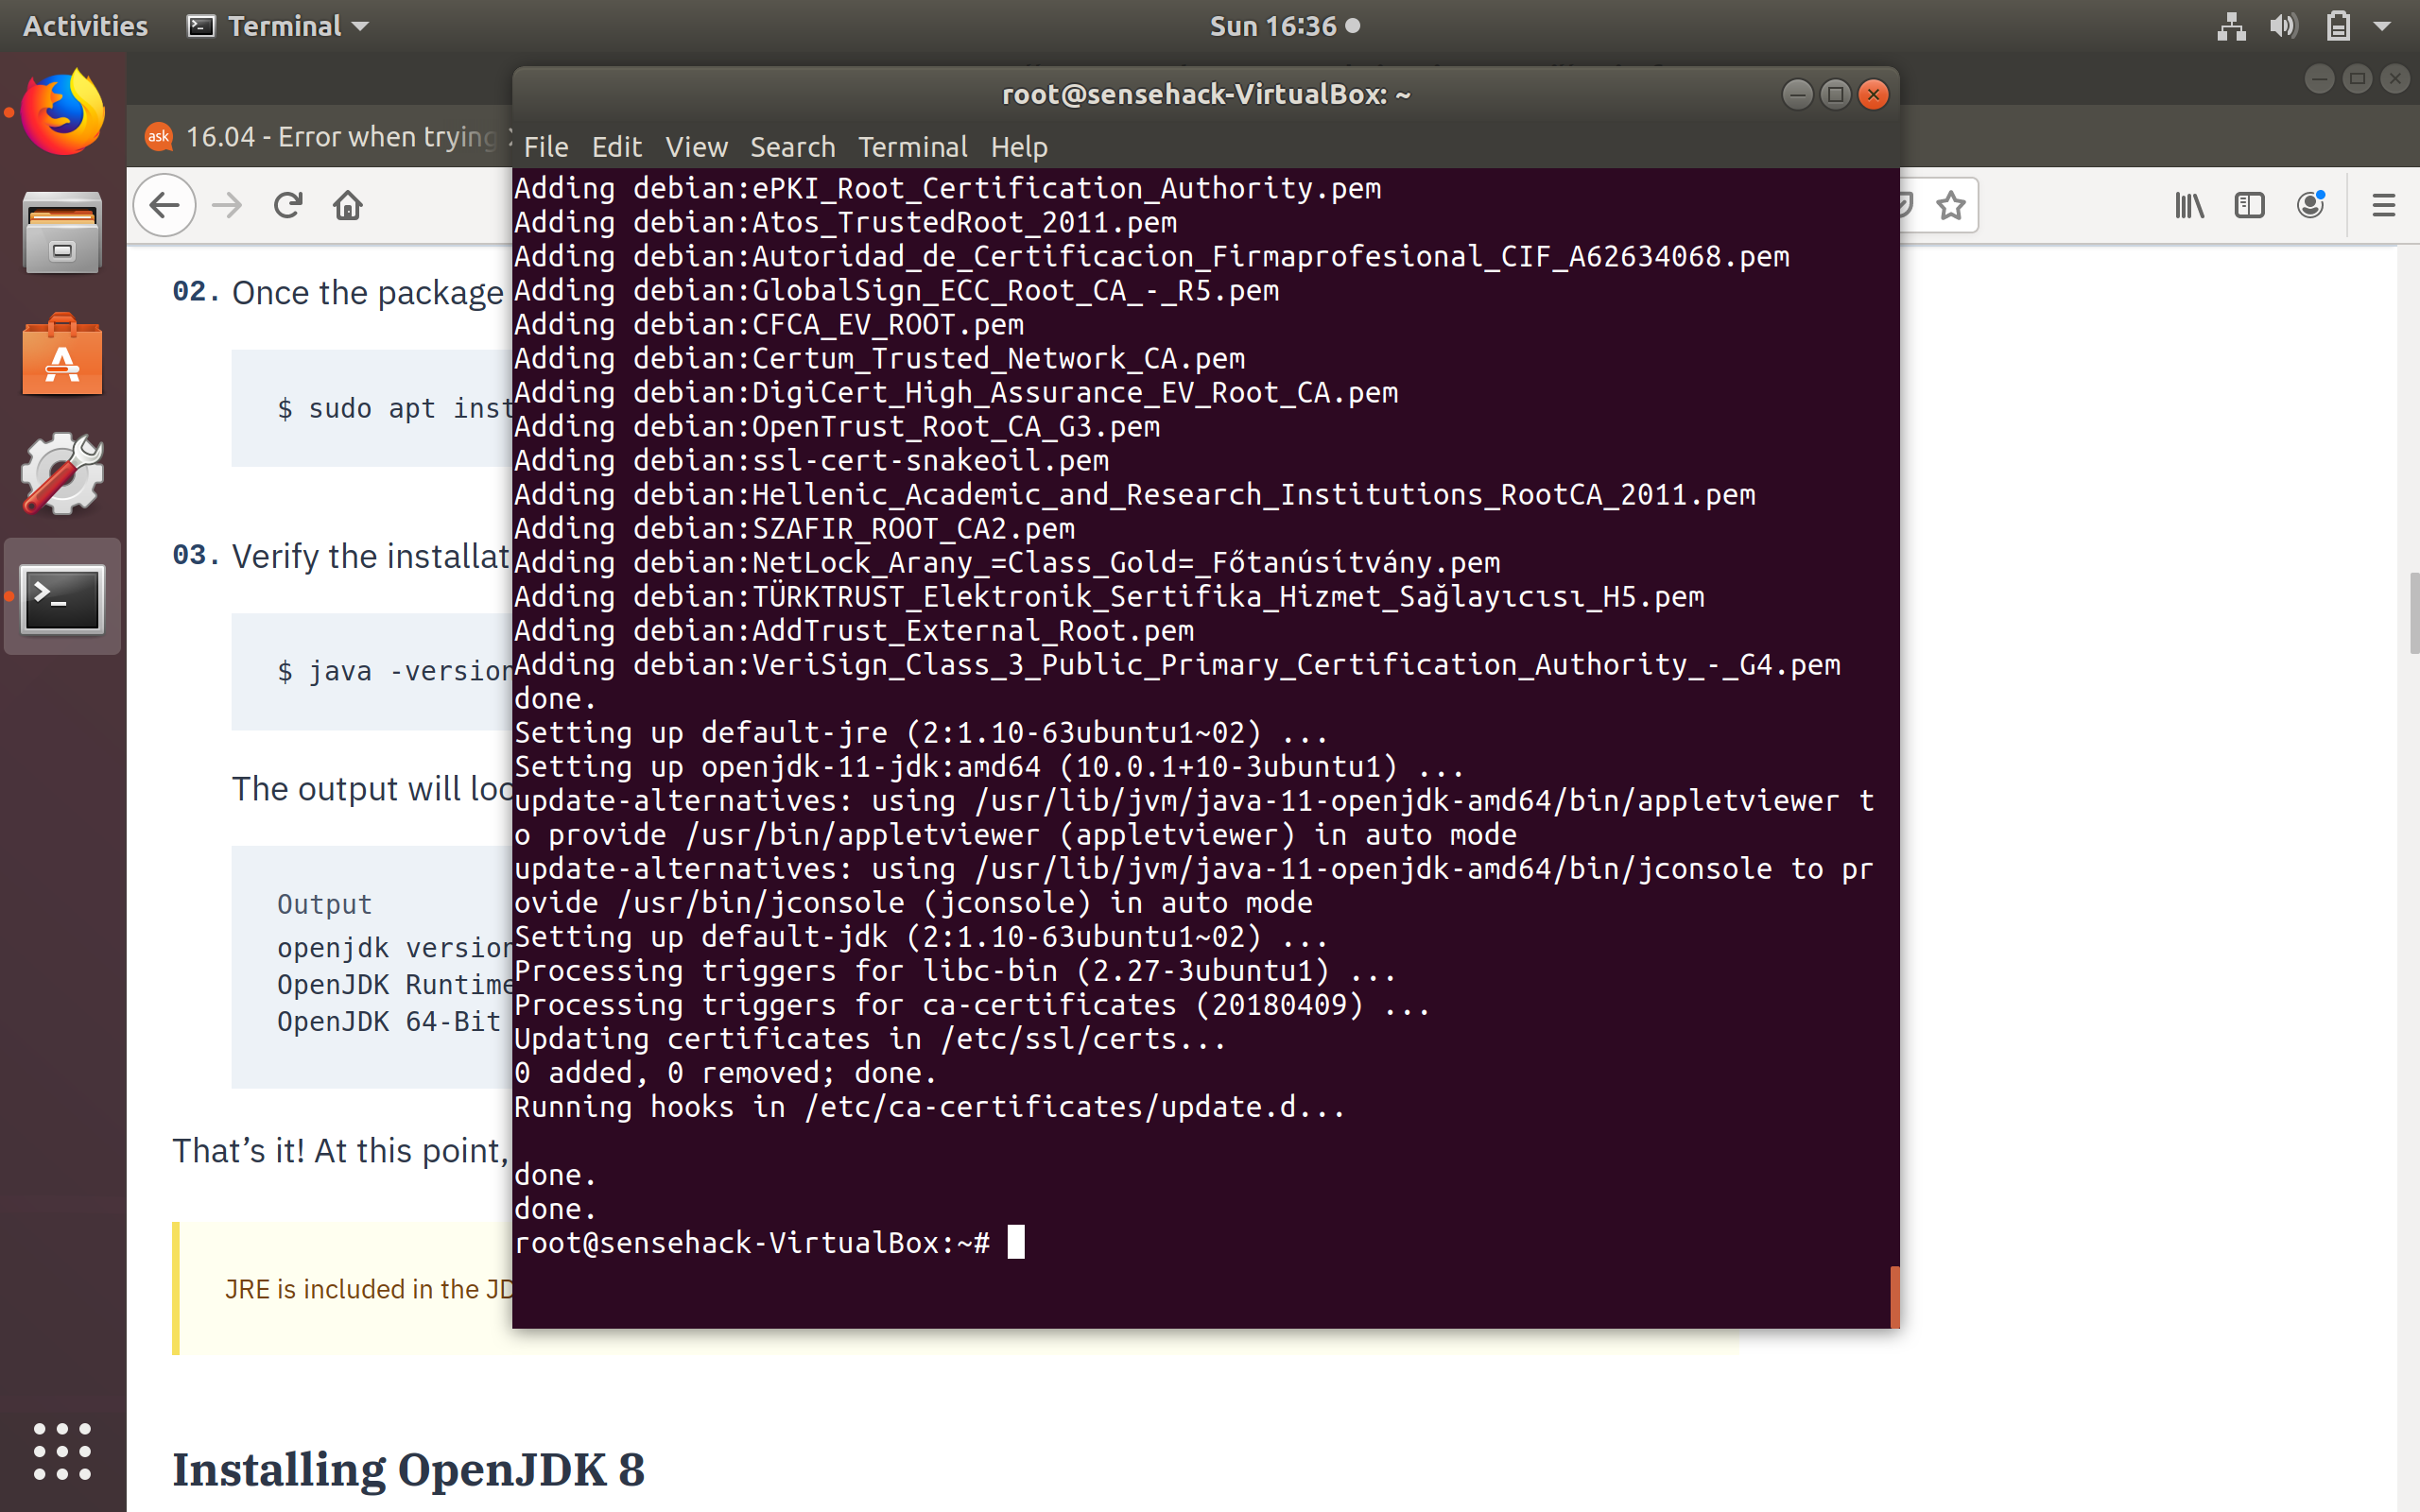 Activities
Terminal
Sun 16:36
root@sensehack-VirtualBox: ~
ask 16.04 - Error when trying
File Edit View Search Terminal Help
02. Once the package
$ sudo apt inst
03. Verify the installat
$ java -version
The output will loo
Output
openjdk version
OpenJDK Runtime
OpenJDK 64-Bit
That’s it! At this point,
JRE is included in the JD
Installing OpenJDK 8
Adding debian:ePKI_Root_Certification_Authority.pem
Adding debian:Atos_TrustedRoot_2011.pem
Adding debian:Autoridad_de_Certificacion_Firmaprofesional_CIF_A62634068.pem
Adding debian:GlobalSign_ECC_Root_CA_-_R5.pem
Adding debian:CFCA_EV_ROOT.pem
Adding debian:Certum_Trusted_Network_CA.pem
Adding debian:DigiCert_High_Assurance_EV_Root_CA.pem
Adding debian:OpenTrust_Root_CA_G3.pem
Adding debian:ssl-cert-snakeoil.pem
Adding debian:Hellenic_Academic_and_Research_Institutions_RootCA_2011.pem
Adding debian:SZAFIR_ROOT_CA2.pem
Adding debian:NetLock_Arany_=Class_Gold=_Főtanúsítvány.pem
Adding debian:TÜRKTRUST_Elektronik_Sertifika_Hizmet_Sağlayıcısı_H5.pem
Adding debian:AddTrust_External_Root.pem
Adding debian:VeriSign_Class_3_Public_Primary_Certification_Authority_-_G4.pem
done.
Setting up default-jre (2:1.10-63ubuntu1~02) ...
Setting up openjdk-11-jdk:amd64 (10.0.1+10-3ubuntu1) ...
update-alternatives: using /usr/lib/jvm/java-11-openjdk-amd64/bin/appletviewer t
o provide /usr/bin/appletviewer (appletviewer) in auto mode
update-alternatives: using /usr/lib/jvm/java-11-openjdk-amd64/bin/jconsole to pr
ovide /usr/bin/jconsole (jconsole) in auto mode
Setting up default-jdk (2:1.10-63ubuntu1~02) ...
Processing triggers for libc-bin (2.27-3ubuntu1) ...
Processing triggers for ca-certificates (20180409) ...
Updating certificates in /etc/ssl/certs...
0 added, 0 removed; done.
Running hooks in /etc/ca-certificates/update.d...
done.
done.
root@sensehack-VirtualBox:~#